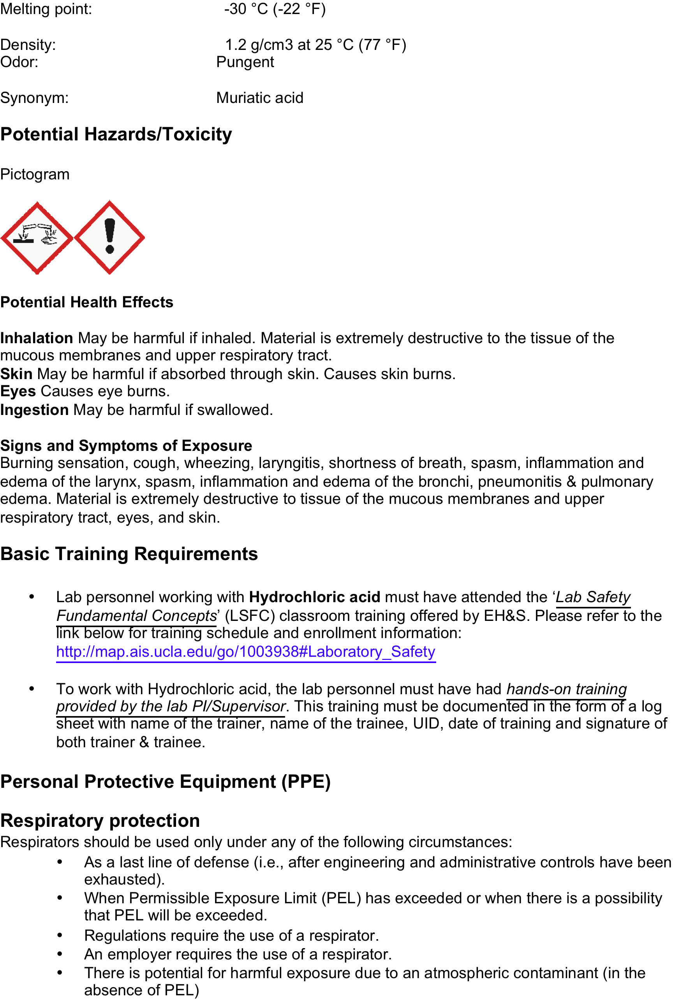 Melting point: -30 °C (-22 °F)
Density: 1.2 g/cm3 at 25 °C (77 °F)
Odor: Pungent
Synonym: Muriatic acid
Potential Hazards/Toxicity
Pictogram
Potential Health Effects
Inhalation May be harmful if inhaled. Material is extremely destructive to the tissue of the
mucous membranes and upper respiratory tract.
Skin May be harmful if absorbed through skin. Causes skin burns.
Eyes Causes eye burns.
Ingestion May be harmful if swallowed.
Signs and Symptoms of Exposure
Burning sensation, cough, wheezing, laryngitis, shortness of breath, spasm, inflammation and
edema of the larynx, spasm, inflammation and edema of the bronchi, pneumonitis & pulmonary
edema. Material is extremely destructive to tissue of the mucous membranes and upper
respiratory tract, eyes, and skin.
Basic Training Requirements
• Lab personnel working with Hydrochloric acid must have attended the ‘Lab Safety
Fundamental Concepts’ (LSFC) classroom training offered by EH&S. Please refer to the
link below for training schedule and enrollment information:
http://map.ais.ucla.edu/go/1003938#Laboratory_Safety
• To work with Hydrochloric acid, the lab personnel must have had hands-on training
provided by the lab PI/Supervisor. This training must be documented in the form of a log
sheet with name of the trainer, name of the trainee, UID, date of training and signature of
both trainer & trainee.
Personal Protective Equipment (PPE)
Respiratory protection
Respirators should be used only under any of the following circumstances:
• As a last line of defense (i.e., after engineering and administrative controls have been
exhausted).
• When Permissible Exposure Limit (PEL) has exceeded or when there is a possibility
that PEL will be exceeded.
• Regulations require the use of a respirator.
• An employer requires the use of a respirator.
• There is potential for harmful exposure due to an atmospheric contaminant (in the
absence of PEL)